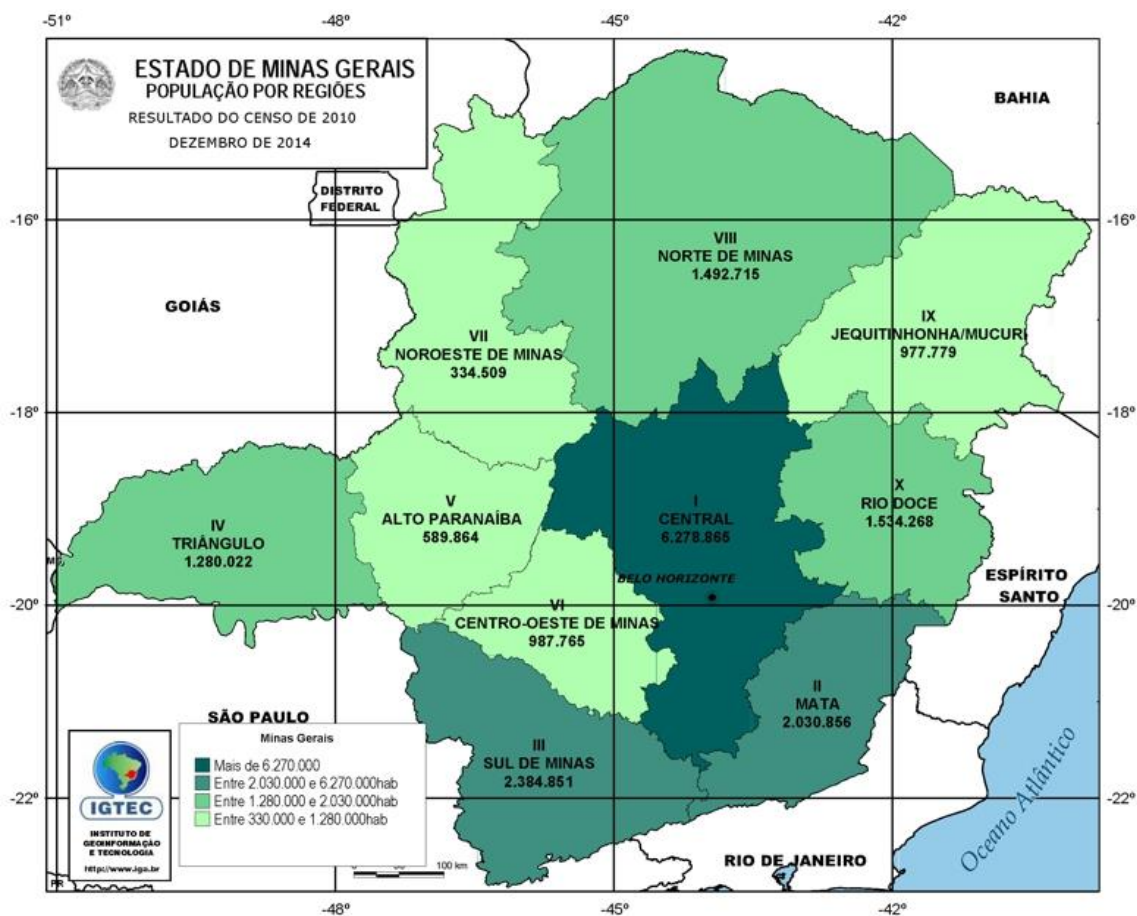 -51º
-48º
-45º
-42º
ESTADO DE MINAS GERAIS
POPULAÇÃO POR REGIÕES
RESULTADO DO CENSO DE 2010
DEZEMBRO DE 2014
BAHIA
DISTRITO
FEDERAL
-16º
-16º
VIII
NORTE DE MINAS
1.492.715
GOIÁS
IX
JEQUITINHONHA/MUCURI
977.779
VII
NOROESTE DE MINAS
334.509
-18º
-18º
V
ALTO PARANAÍBA
589.864
I
CENTRAL
6.278.865
X
RIO DOCE
1.534.268
IV
TRIÂNGULO
1.280.022
BELO HORIZONTE
ESPÍRITO
SANTO
-20º
-20º
VI
CENTRO-OESTE DE MINAS
987.765
II
MATA
2.030.856
SÃO PAULO
III
SUL DE MINAS
2.384.851
Minas Gerais
Mais de 6.270.000
Entre 2.030.000 e 6.270.000hab
Entre 1.280.000 e 2.030.000hab
Entre 330.000 e 1.280.000hab
IGTEC
INSTITUTO DE
GEOINFORMAÇÃO
E TECNOLOGIA
http://www.iga.br
-22º
-22º
Oceano Atlântico
100 km
RIO DE JANEIRO
PR
-48º
-45º
-42º